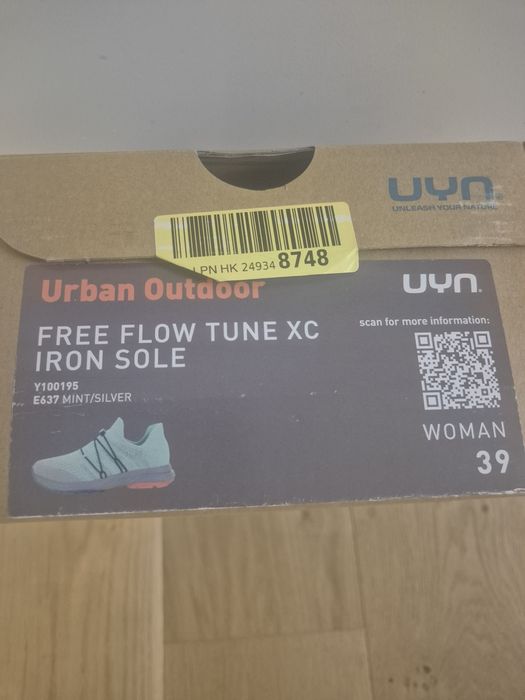 UYN
UNLEASH YOUR NATURE
LPN HK 24934 8748
Urban Outdoor
UYN
FREE FLOW TUNE XC
IRON SOLE
scan for more information:
Y100195
E637 MINT/SILVER
WOMAN
39